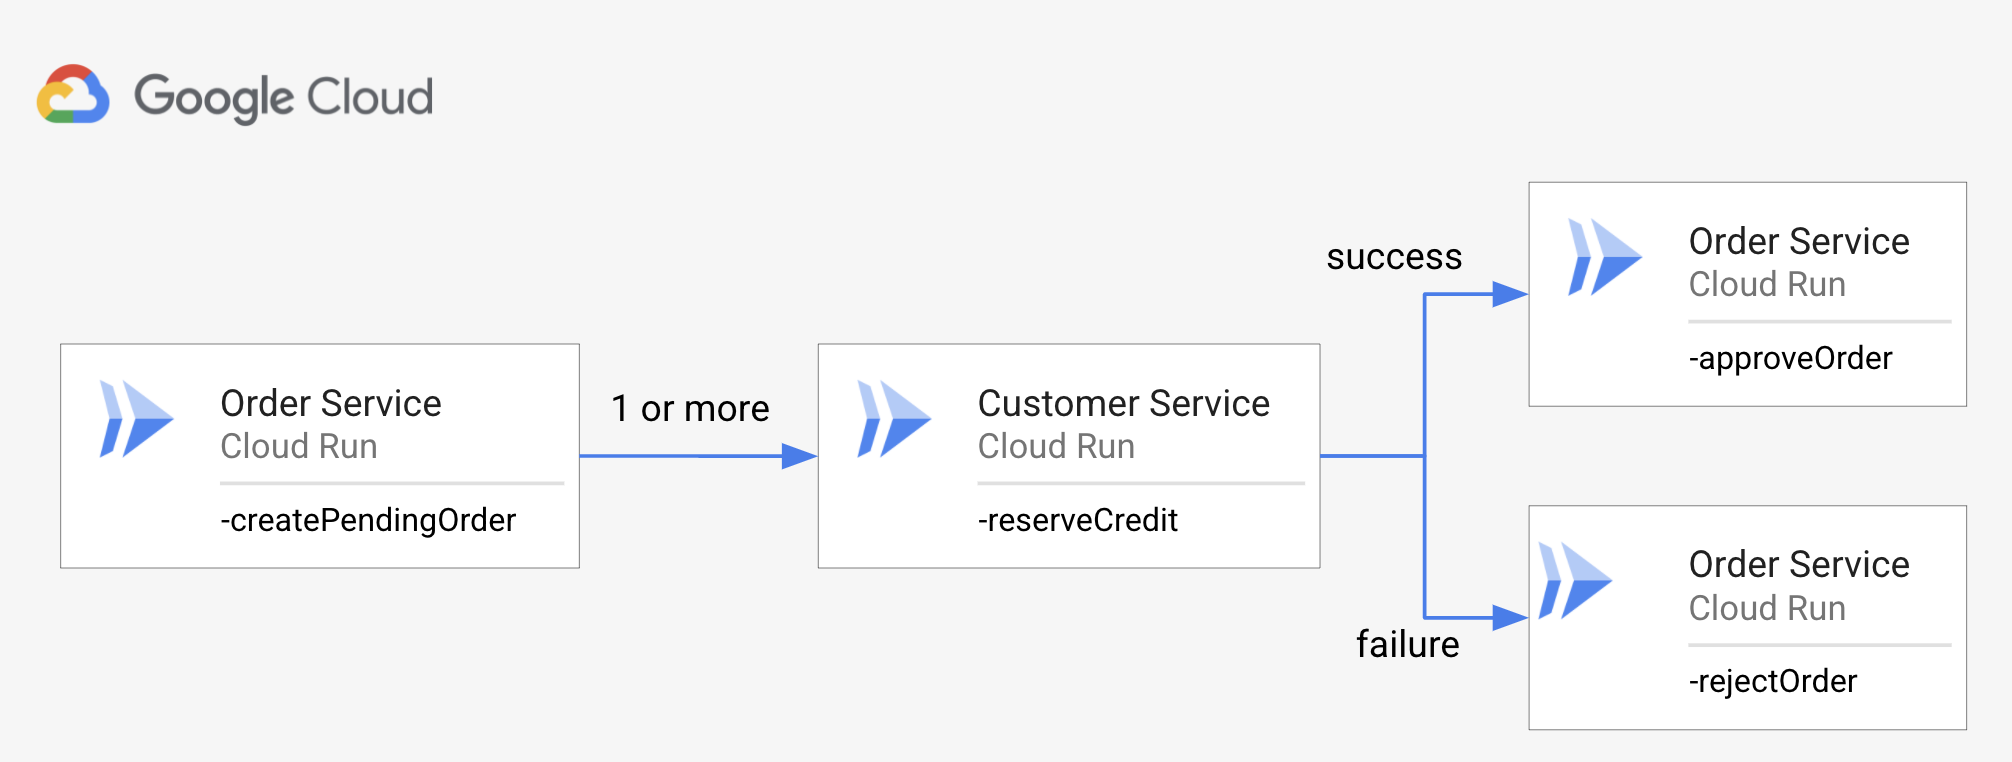 Google Cloud
Order Service
Cloud Run
-createPendingOrder
1 or more
Customer Service
Cloud Run
-reserveCredit
success
Order Service
Cloud Run
-approveOrder
failure
Order Service
Cloud Run
-rejectOrder